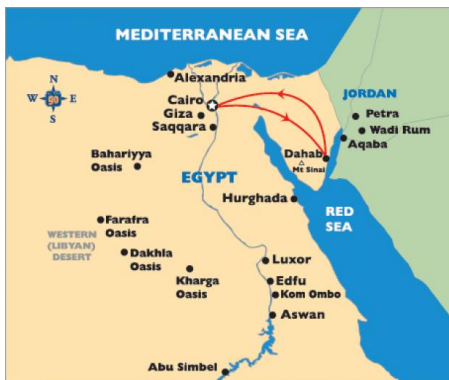 MEDITERRANEAN SEA
N
W
E
S
Alexandria
Cairo
Giza
Saqqara
JORDAN
Petra
Wadi Rum
Aqaba
Dahab
Mt Sinai
Bahariyya
Oasis
EGYPT
Hurghada
RED
SEA
Farafra
Oasis
WESTERN
(LIBYAN)
DESERT
Dakhla
Oasis
Kharga
Oasis
Luxor
Edfu
Kom Ombo
Aswan
Abu Simbel